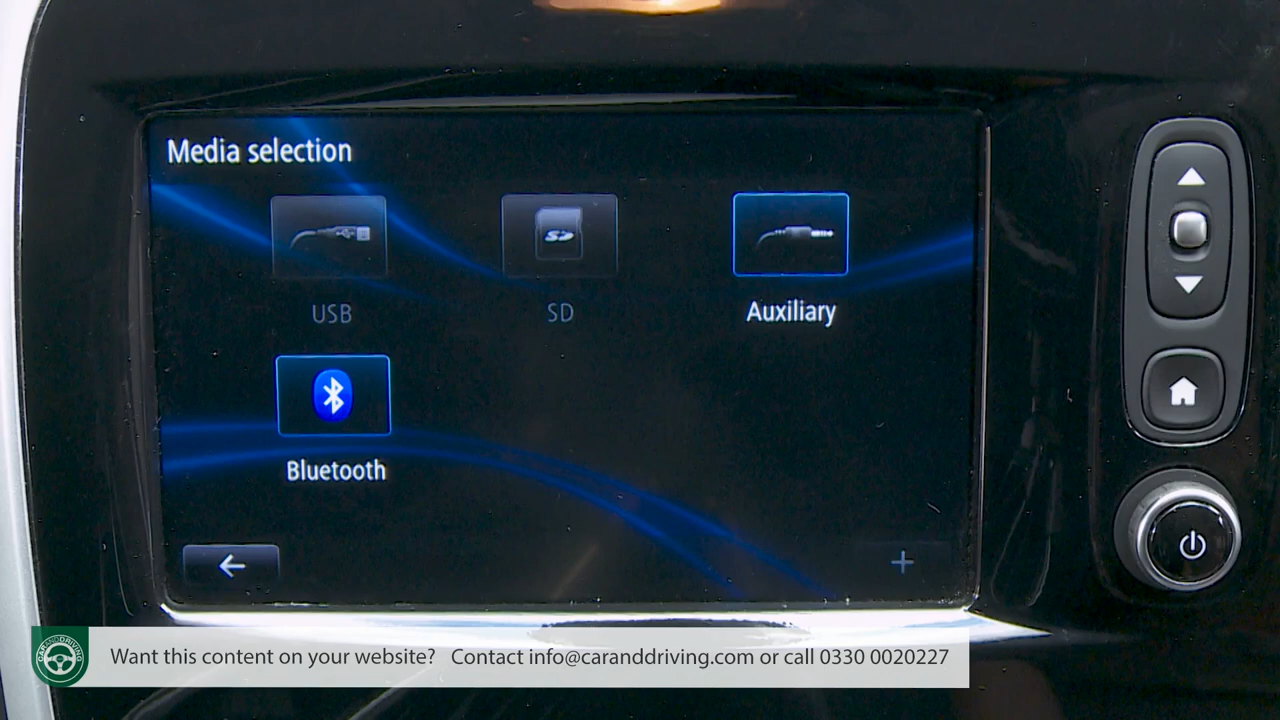 Media selection
USB
SD
Auxiliary
Bluetooth
CARANDDRIVING
Want this content on your website? Contact info@caranddriving.com or call 0330 0020227